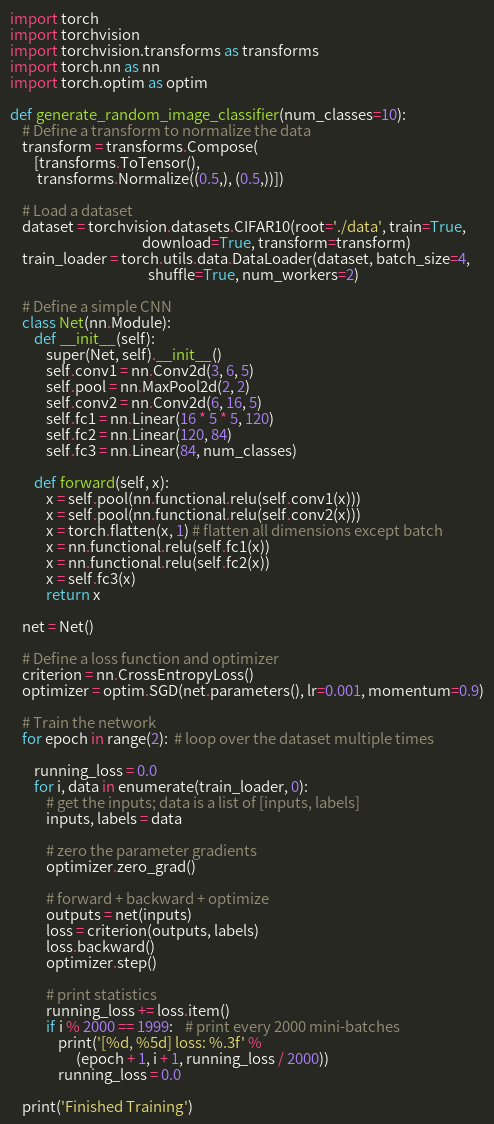 import torch
import torchvision
import torchvision.transforms as transforms
import torch.nn as nn
import torch.optim as optim

def generate_random_image_classifier(num_classes=10):
    # Define a transform to normalize the data
    transform = transforms.Compose(
        [transforms.ToTensor(),
         transforms.Normalize((0.5,), (0.5,))])

    # Load a dataset
    dataset = torchvision.datasets.CIFAR10(root='./data', train=True,
                                            download=True, transform=transform)
    train_loader = torch.utils.data.DataLoader(dataset, batch_size=4,
                                              shuffle=True, num_workers=2)

    # Define a simple CNN
    class Net(nn.Module):
        def __init__(self):
            super(Net, self).__init__()
            self.conv1 = nn.Conv2d(3, 6, 5)
            self.pool = nn.MaxPool2d(2, 2)
            self.conv2 = nn.Conv2d(6, 16, 5)
            self.fc1 = nn.Linear(16 * 5 * 5, 120)
            self.fc2 = nn.Linear(120, 84)
            self.fc3 = nn.Linear(84, num_classes)

        def forward(self, x):
            x = self.pool(nn.functional.relu(self.conv1(x)))
            x = self.pool(nn.functional.relu(self.conv2(x)))
            x = torch.flatten(x, 1) # flatten all dimensions except batch
            x = nn.functional.relu(self.fc1(x))
            x = nn.functional.relu(self.fc2(x))
            x = self.fc3(x)
            return x

    net = Net()

    # Define a loss function and optimizer
    criterion = nn.CrossEntropyLoss()
    optimizer = optim.SGD(net.parameters(), lr=0.001, momentum=0.9)

    # Train the network
    for epoch in range(2):  # loop over the dataset multiple times

        running_loss = 0.0
        for i, data in enumerate(train_loader, 0):
            # get the inputs; data is a list of [inputs, labels]
            inputs, labels = data

            # zero the parameter gradients
            optimizer.zero_grad()

            # forward + backward + optimize
            outputs = net(inputs)
            loss = criterion(outputs, labels)
            loss.backward()
            optimizer.step()

            # print statistics
            running_loss += loss.item()
            if i % 2000 == 1999:    # print every 2000 mini-batches
                print('[%d, %5d] loss: %.3f' %
                      (epoch + 1, i + 1, running_loss / 2000))
                running_loss = 0.0

    print('Finished Training')